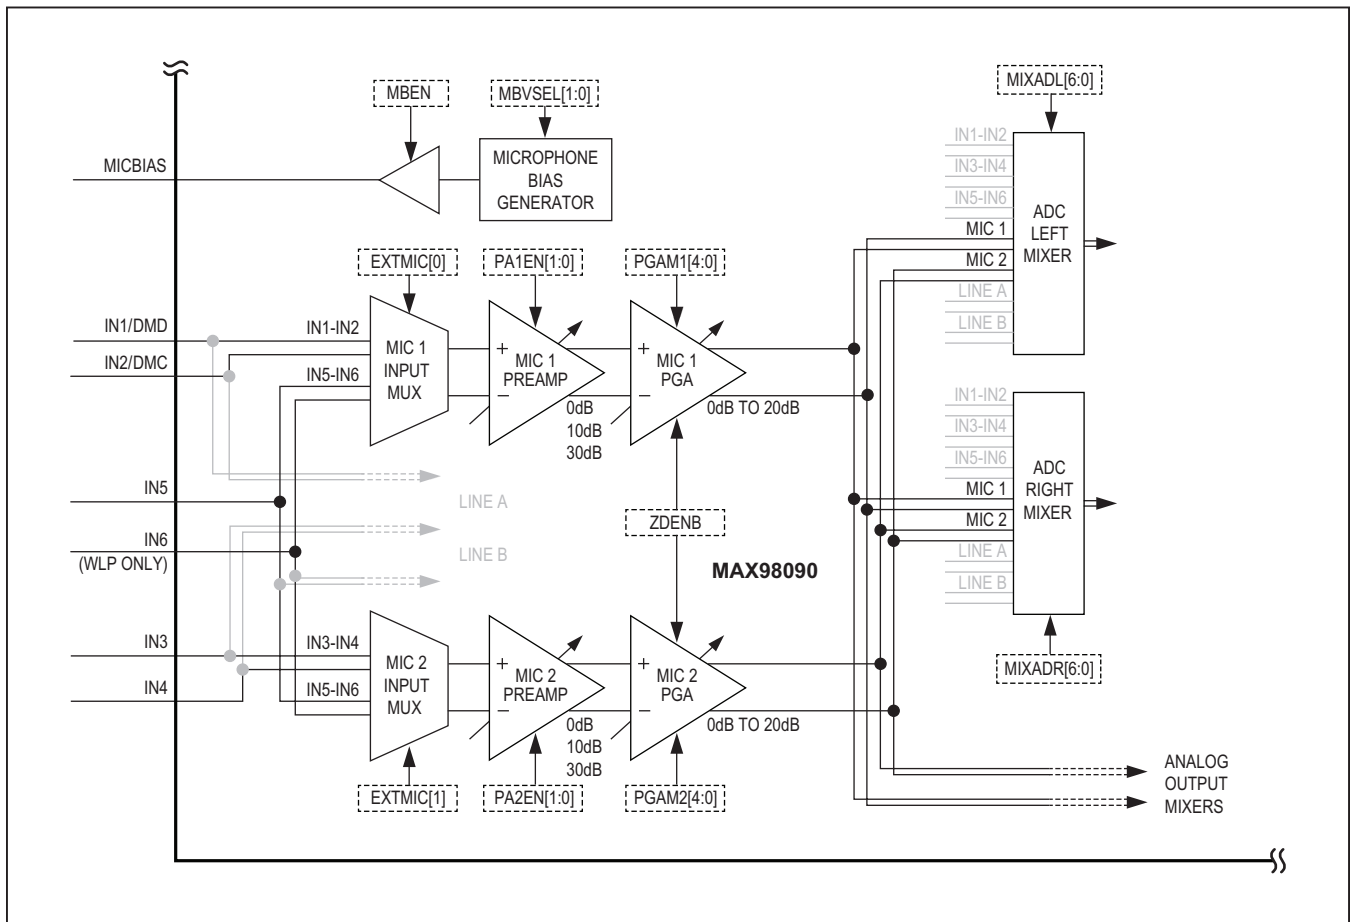 MBEN
MBVSEL[1:0]
MIXADL[6:0]
MICBIAS
MICROPHONE
BIAS
GENERATOR
IN1-IN2
IN3-IN4
IN5-IN6
MIC 1
MIC 2
LINE A
LINE B
ADC
LEFT
MIXER
EXTMIC[0]
PA1EN[1:0]
PGAM1[4:0]
IN1/DMD
IN2/DMC
IN1-IN2
IN5-IN6
MIC 1
INPUT
MUX
+
MIC 1
PREAMP
–
0dB
10dB
30dB
+
MIC 1
PGA
–
0dB TO 20dB
IN1-IN2
IN3-IN4
IN5-IN6
MIC 1
MIC 2
LINE A
LINE B
ADC
RIGHT
MIXER
IN5
LINE A
IN6
(WLP ONLY)
LINE B
ZDENB
MAX98090
IN3
IN4
IN3-IN4
IN5-IN6
MIC 2
INPUT
MUX
+
MIC 2
PREAMP
–
0dB
10dB
30dB
+
MIC 2
PGA
–
0dB TO 20dB
MIXADR[6:0]
EXTMIC[1]
PA2EN[1:0]
PGAM2[4:0]
ANALOG
OUTPUT
MIXERS